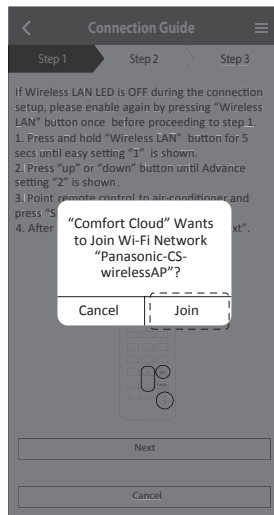 Connection Guide
Step 1
Step 2
Step 3
If Wireless LAN LED is OFF during the connection
setup, please enable again by pressing "Wireless
LAN" button once before proceeding to step 1.
1. Press and hold "Wireless LAN" button for 5
secs until easy setting "1" is shown.
2. Press "up" or "down" button until Advance
setting "2" is shown.
3. Point remote control to air-conditioner and
press
4. After
"Comfort Cloud" Wants
to Join Wi-Fi Network
"Panasonic-CS-
wirelessAP"?
Cancel
Join
Next
Cancel